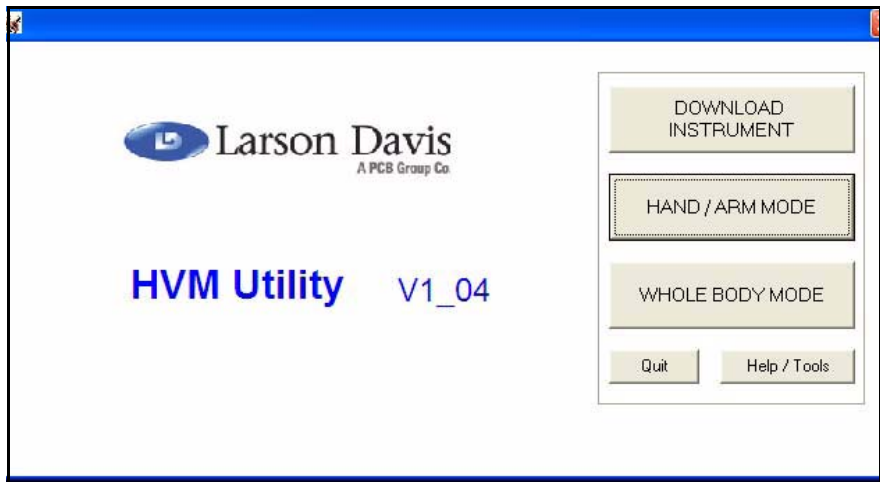 Larson Davis
A PCB Group Co.
HVM Utility V1_04
DOWNLOAD
INSTRUMENT
HAND / ARM MODE
WHOLE BODY MODE
Quit
Help / Tools